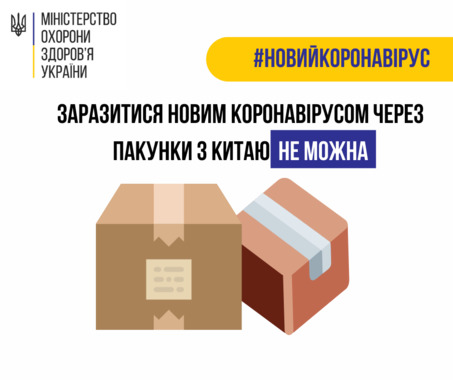 МІНІСТЕРСТВО
ОХОРОНИ
ЗДОРОВ'Я
УКРАЇНИ
#НОВИЙКОРОНАВІРУС
ЗАРАЗИТИСЯ НОВИМ КОРОНАВІРУСОМ ЧЕРЕЗ
ПАКУНКИ З КИТАЮ НЕ МОЖНА